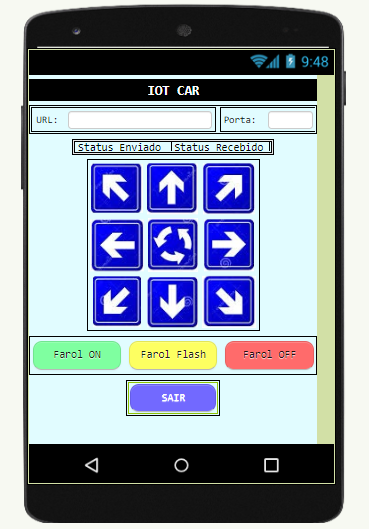 9:48
IOT CAR
URL: Porta:
Status Enviado Status Recebido
Farol ON Farol Flash Farol OFF
SAIR